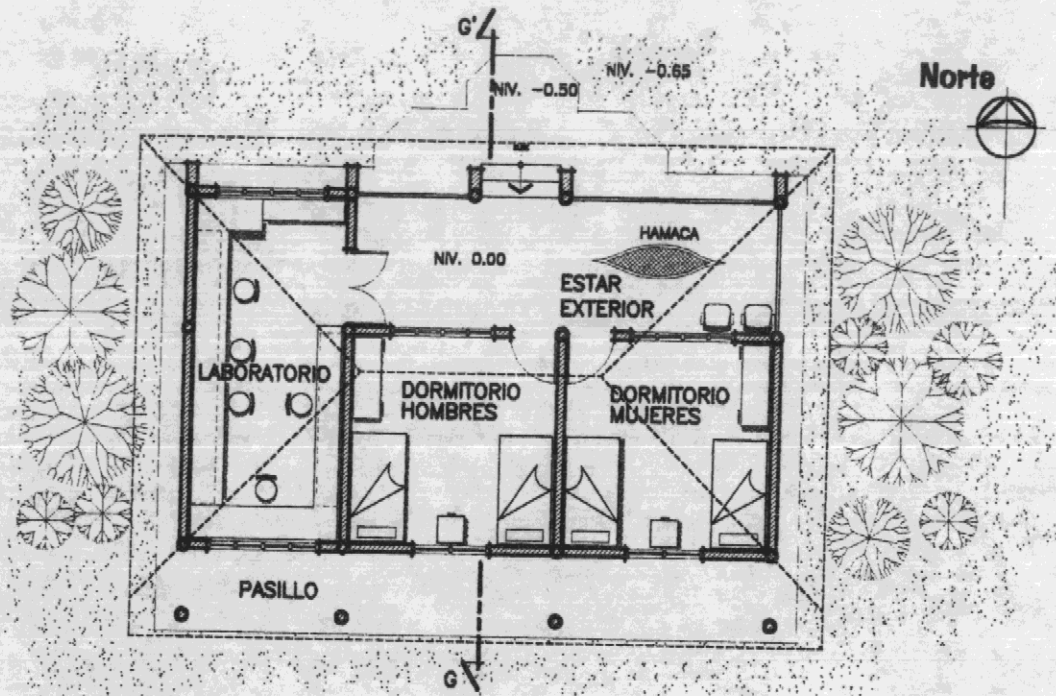 G'
NIV. -0.65
NIV. -0.50
Norte
HAMACA
NIV. 0.00
ESTAR
EXTERIOR
LABORATORIO
DORMITORIO
HOMBRES
DORMITORIO
MUJERES
PASILLO
G